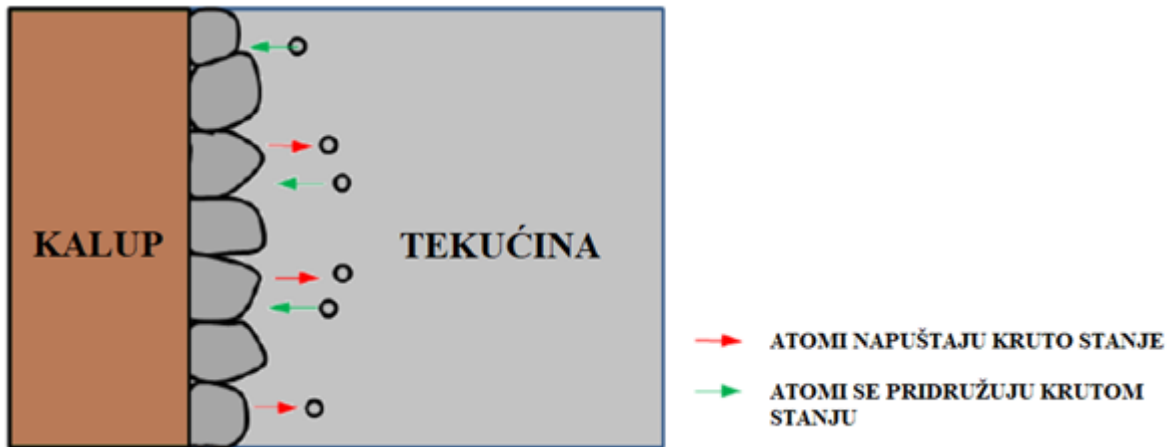 KALUP
TEKUĆINA
ATOMI NAPUŠTAJU KRUTO STANJE
ATOMI SE PRIDRUŽUJU KRUTOM
STANJU